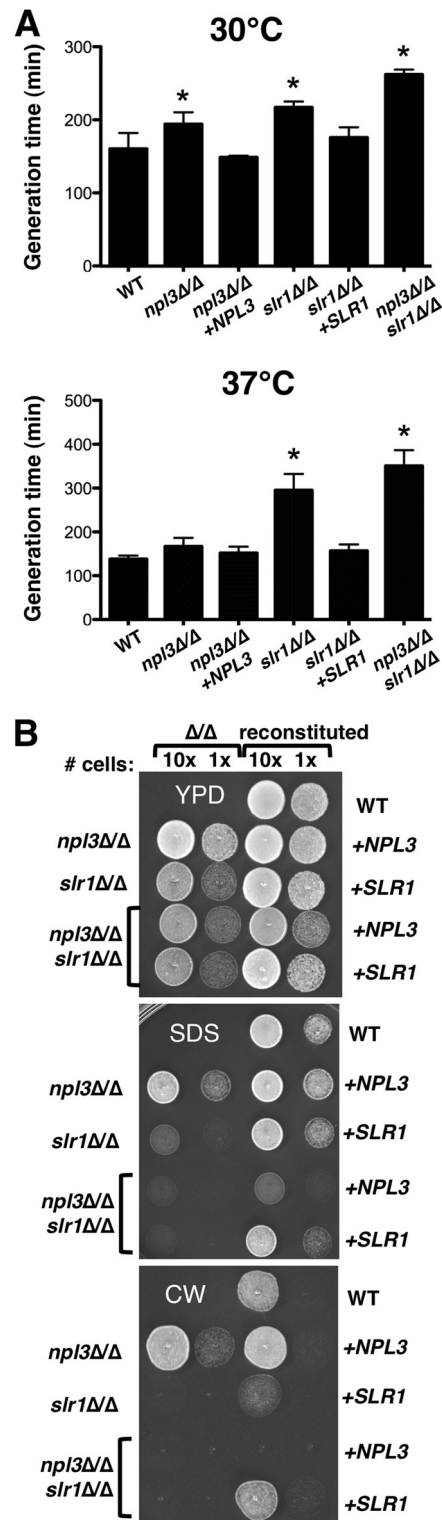 A
30°C
Generation time (min)
300
200
100
0
*
*
*
WT
npl3Δ/Δ
npl3Δ/Δ
+NPL3
slr1Δ/Δ
slr1Δ/Δ
+SLR1
npl3Δ/Δ
slr1Δ/Δ
37°C
Generation time (min)
500
400
300
200
100
0
*
*
WT
npl3Δ/Δ
npl3Δ/Δ
+NPL3
slr1Δ/Δ
slr1Δ/Δ
+SLR1
npl3Δ/Δ
slr1Δ/Δ
B
Δ/Δ reconstituted
# cells: 10x 1x 10x 1x
YPD
WT
npl3Δ/Δ +NPL3
slr1Δ/Δ +SLR1
npl3Δ/Δ +NPL3
slr1Δ/Δ +SLR1
SDS
WT
npl3Δ/Δ +NPL3
slr1Δ/Δ +SLR1
npl3Δ/Δ +NPL3
slr1Δ/Δ +SLR1
CW
WT
npl3Δ/Δ +NPL3
slr1Δ/Δ +SLR1
npl3Δ/Δ +NPL3
slr1Δ/Δ +SLR1